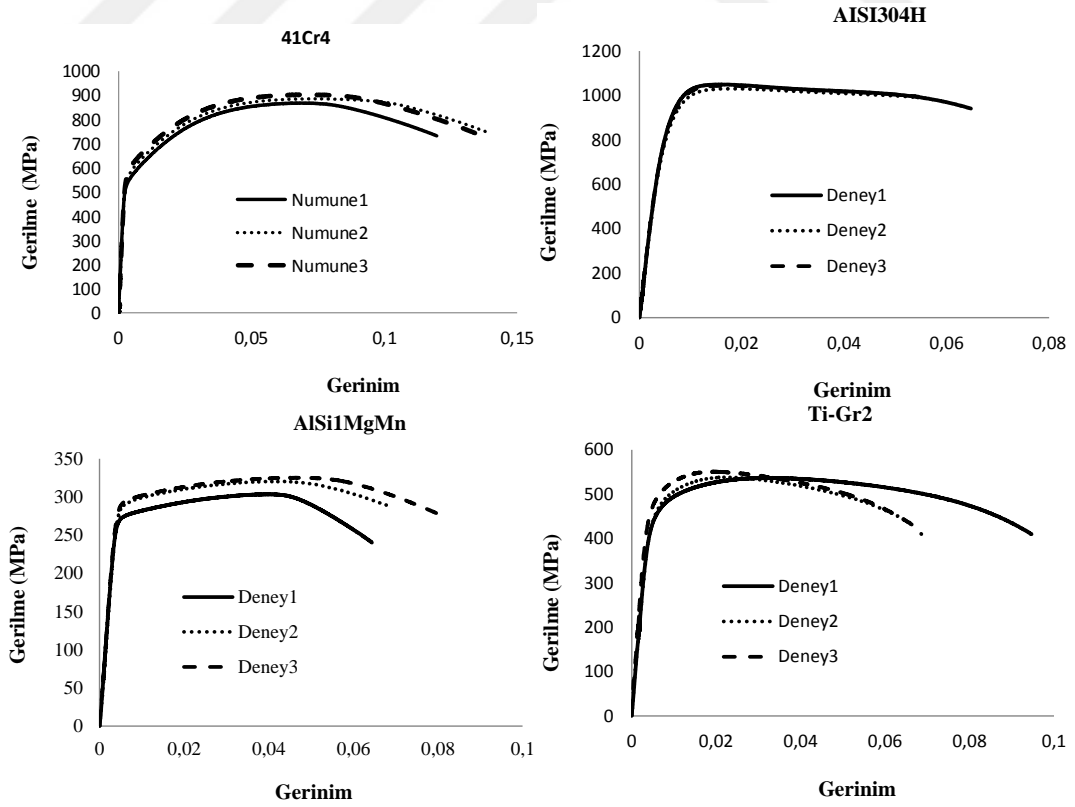 41Cr4
Gerilme (MPa)
1000
900
800
700
600
500
400
300
200
100
0
0 0,05 0,1 0,15
Numune1
Numune2
Numune3
Gerinim
AISI304H
Gerilme (MPa)
1200
1000
800
600
400
200
0
0 0,02 0,04 0,06 0,08
Deney1
Deney2
Deney3
Gerinim
AlSi1MgMn
Gerilme (MPa)
350
300
250
200
150
100
50
0
0 0,02 0,04 0,06 0,08 0,1
Deney1
Deney2
Deney3
Gerinim
Ti-Gr2
Gerilme (MPa)
600
500
400
300
200
100
0
0 0,02 0,04 0,06 0,08 0,1
Deney1
Deney2
Deney3
Gerinim